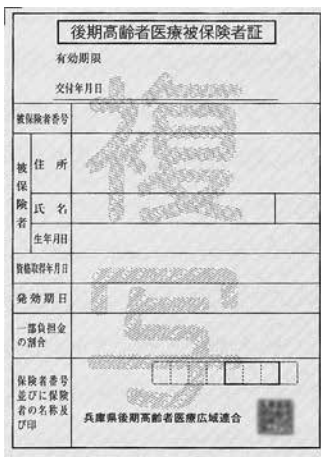 後期高齢者医療被保険者証
有効期限
交付年月日
被保険者番号
被保険者
住所
氏名
生年月日
資格取得年月日
発効期日
一部負担金
の割合
保険者番号
並びに保険
者の名称及
び印
兵庫県後期高齢者医療広域連合
複写